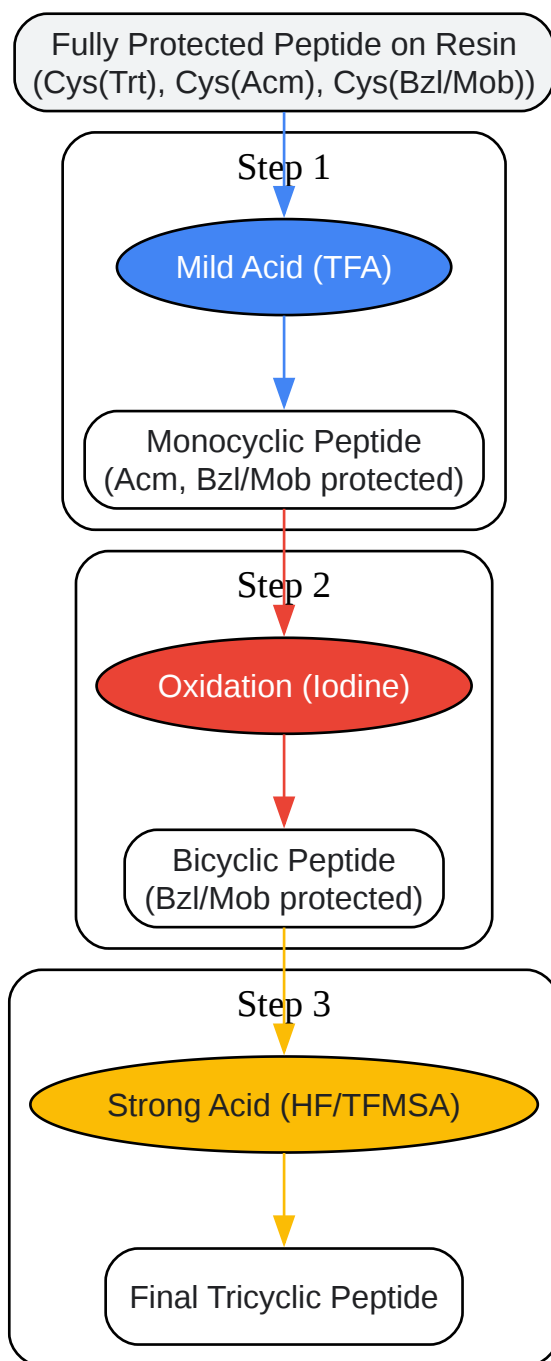 Fully Protected Peptide on Resin
(Cys(Trt), Cys(Acm), Cys(Bzl/Mob))
Step 1
Mild Acid (TFA)
Monocyclic Peptide
(Acm, Bzl/Mob protected)
Step 2
Oxidation (Iodine)
Bicyclic Peptide
(Bzl/Mob protected)
Step 3
Strong Acid (HF/TFMSA)
Final Tricyclic Peptide